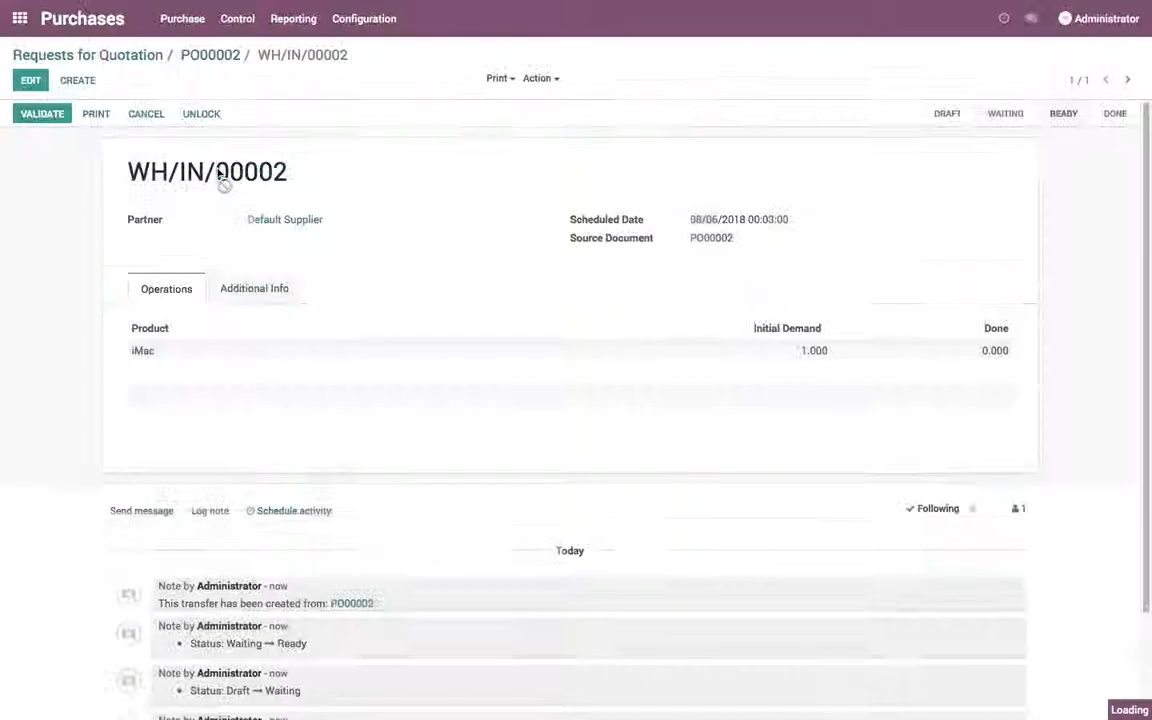 Purchases Purchase Control Reporting Configuration Administrator
Requests for Quotation / PO00002 / WH/IN/00002
EDIT CREATE Print Action 1 / 1
VALIDATE PRINT CANCEL UNLOCK DRAFT WAITING READY DONE
WH/IN/00002
Partner Default Supplier Scheduled Date 08/06/2018 00:03:00
Source Document PO00002
Operations Additional Info
Product Initial Demand Done
iMac 1.000 0.000
Send message Log note Schedule activity Following 1
Today
Note by Administrator - now
This transfer has been created from: PO00002
Note by Administrator - now
• Status: Waiting → Ready
Note by Administrator - now
• Status: Draft → Waiting
Note by Administrator - now
Loading